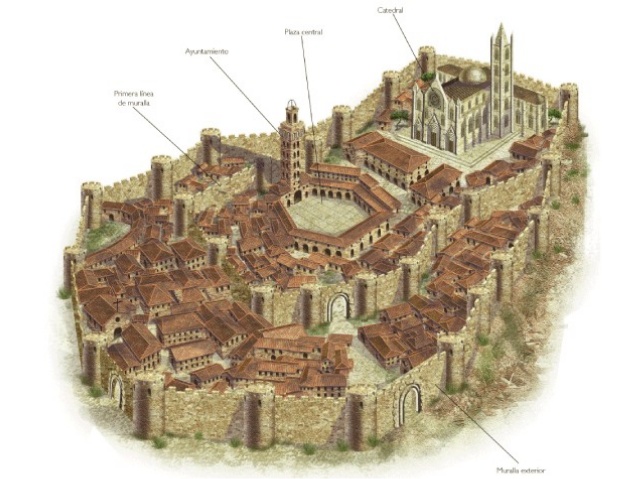 Catedral
Plaza central
Ayuntamiento
Primera línea
de muralla
Muralla exterior